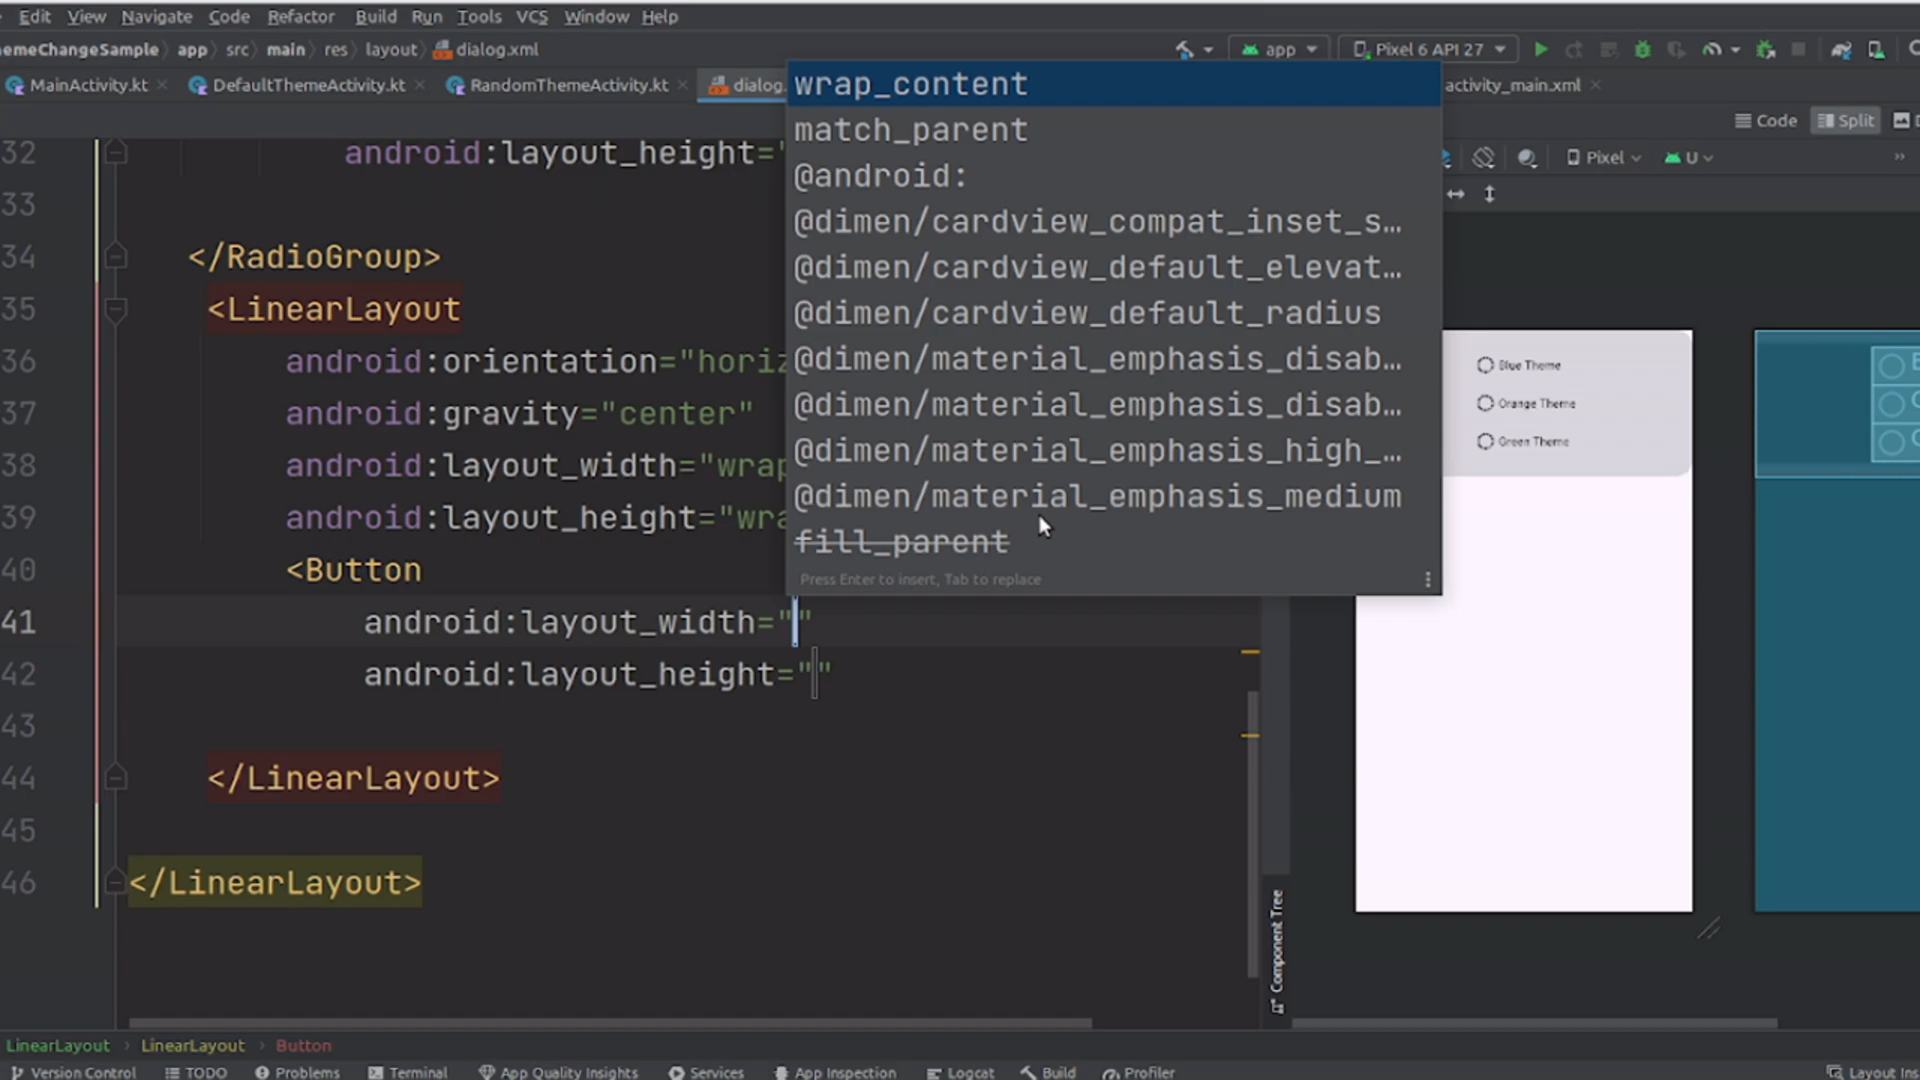 Edit View Navigate Code Refactor Build Run Tools VCS Window Help
emeChangeSample app src main res layout dialog.xml
app Pixel 6 API 27
MainActivity.kt DefaultThemeActivity.kt RandomThemeActivity.kt dialog. activity_main.xml
Code Split
Pixel U
32 android:layout_height="
33
34 </RadioGroup>
35 <LinearLayout
36 android:orientation="horiz
37 android:gravity="center"
38 android:layout_width="wrap
39 android:layout_height="wra
40 <Button
41 android:layout_width=""
42 android:layout_height=""
43
44 </LinearLayout>
45
46 </LinearLayout>
wrap_content
match_parent
@android:
@dimen/cardview_compat_inset_s…
@dimen/cardview_default_elevat…
@dimen/cardview_default_radius
@dimen/material_emphasis_disab…
@dimen/material_emphasis_disab…
@dimen/material_emphasis_high_…
@dimen/material_emphasis_medium
fill_parent
Press Enter to insert, Tab to replace
Blue Theme
Orange Theme
Green Theme
Component Tree
LinearLayout LinearLayout Button
Version Control TODO Problems Terminal App Quality Insights Services App Inspection Logcat Build Profiler Layout Ins